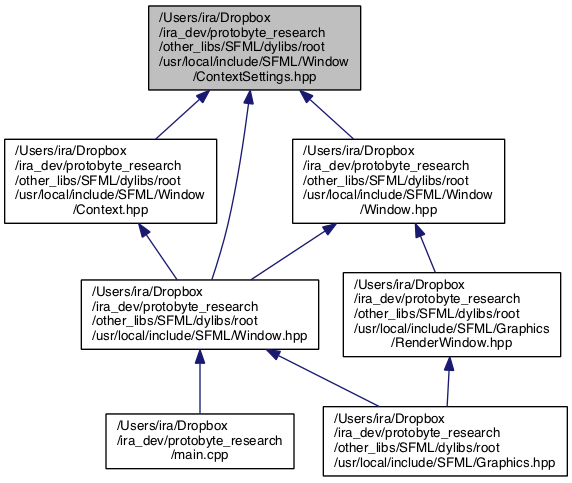 /Users/ira/Dropbox
/ira_dev/protobyte_research
/other_libs/SFML/dylibs/root
/usr/local/include/SFML/Window
/ContextSettings.hpp
/Users/ira/Dropbox
/ira_dev/protobyte_research
/other_libs/SFML/dylibs/root
/usr/local/include/SFML/Window
/Context.hpp
/Users/ira/Dropbox
/ira_dev/protobyte_research
/other_libs/SFML/dylibs/root
/usr/local/include/SFML/Window
/Window.hpp
/Users/ira/Dropbox
/ira_dev/protobyte_research
/other_libs/SFML/dylibs/root
/usr/local/include/SFML/Window.hpp
/Users/ira/Dropbox
/ira_dev/protobyte_research
/other_libs/SFML/dylibs/root
/usr/local/include/SFML/Graphics
/RenderWindow.hpp
/Users/ira/Dropbox
/ira_dev/protobyte_research
/main.cpp
/Users/ira/Dropbox
/ira_dev/protobyte_research
/other_libs/SFML/dylibs/root
/usr/local/include/SFML/Graphics.hpp